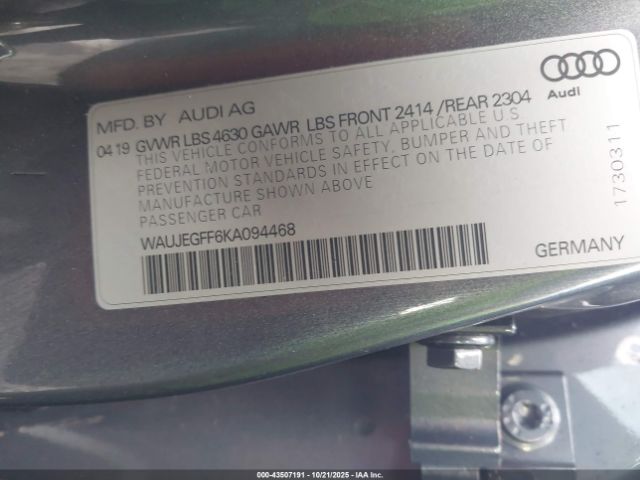 MFD. BY AUDI AG
Audi
04 19 GVWR LBS 4630 GAWR LBS FRONT 2414 /REAR 2304
THIS VEHICLE CONFORMS TO ALL APPLICABLE U.S
FEDERAL MOTOR VEHICLE SAFETY, BUMPER AND THEFT
PREVENTION STANDARDS IN EFFECT ON THE DATE OF
MANUFACTURE SHOWN ABOVE
PASSENGER CAR
WAUJEGFF6KA094468
1730311
GERMANY
000-43507191 - 10/21/2025 - IAA Inc.